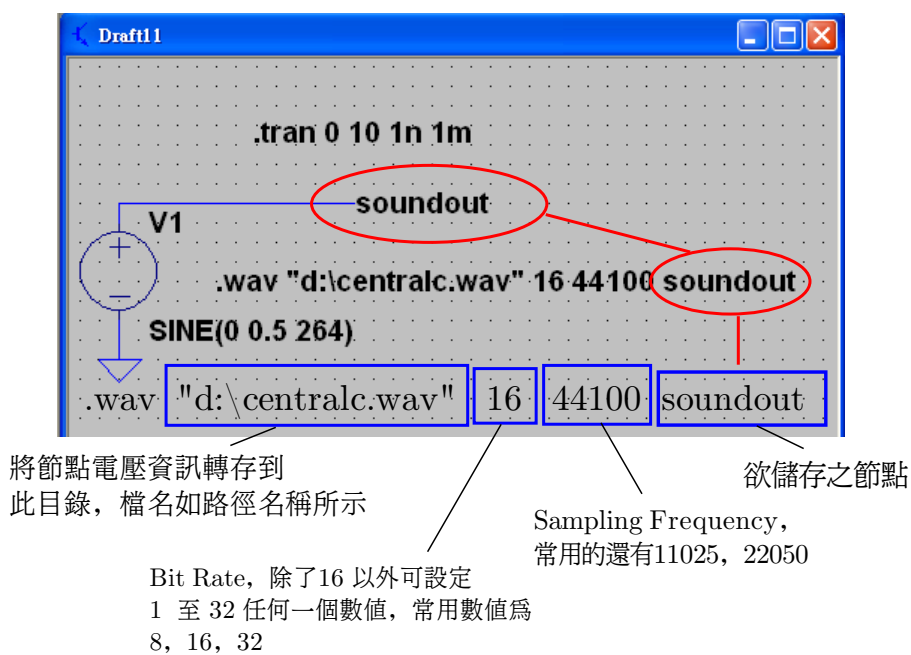 Draft11
.tran 0 10 1n 1m
soundout
V1
.wav "d:\centralc.wav" 16 44100 soundout
SINE(0 0.5 264)
.wav "d:\centralc.wav" 16 44100 soundout
將節點電壓資訊轉存到
此目錄，檔名如路徑名稱所示
欲儲存之節點
Sampling Frequency，
常用的還有11025，22050
Bit Rate，除了16 以外可設定
1 至 32 任何一個數值，常用數值爲
8，16，32